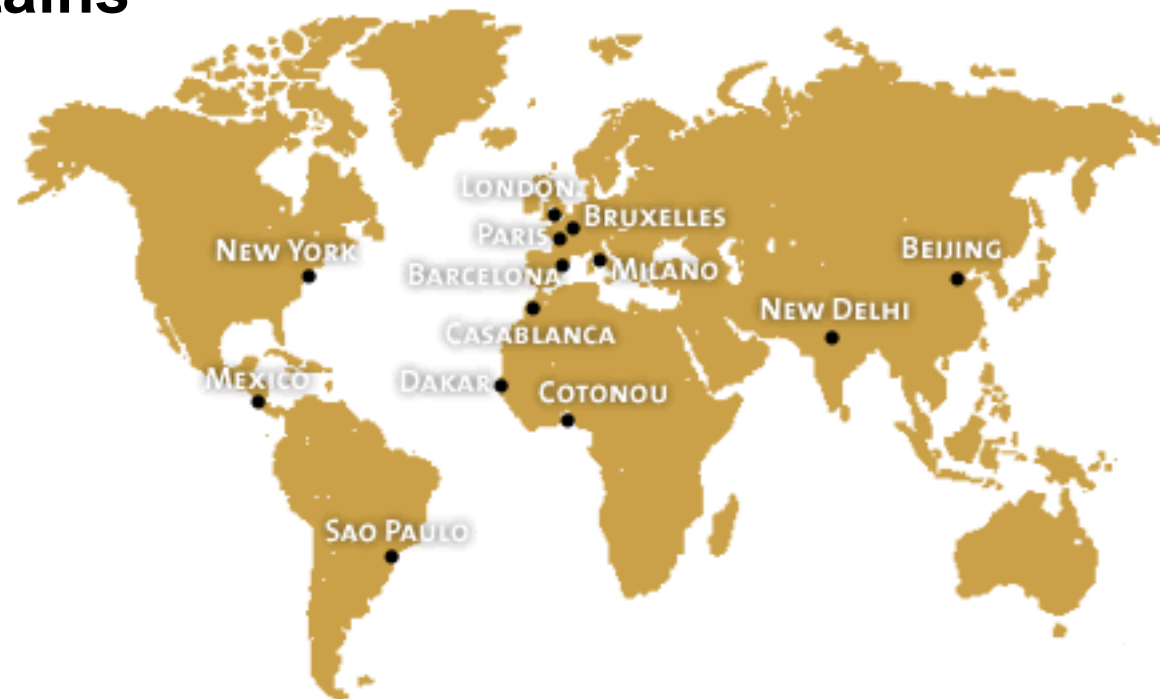 LONDON
BRUXELLES
PARIS
NEW YORK
BEIJING
BARCELONA
MILANO
NEW DELHI
CASABLANCA
MEXICO
DAKAR
COTONOU
SAO PAULO